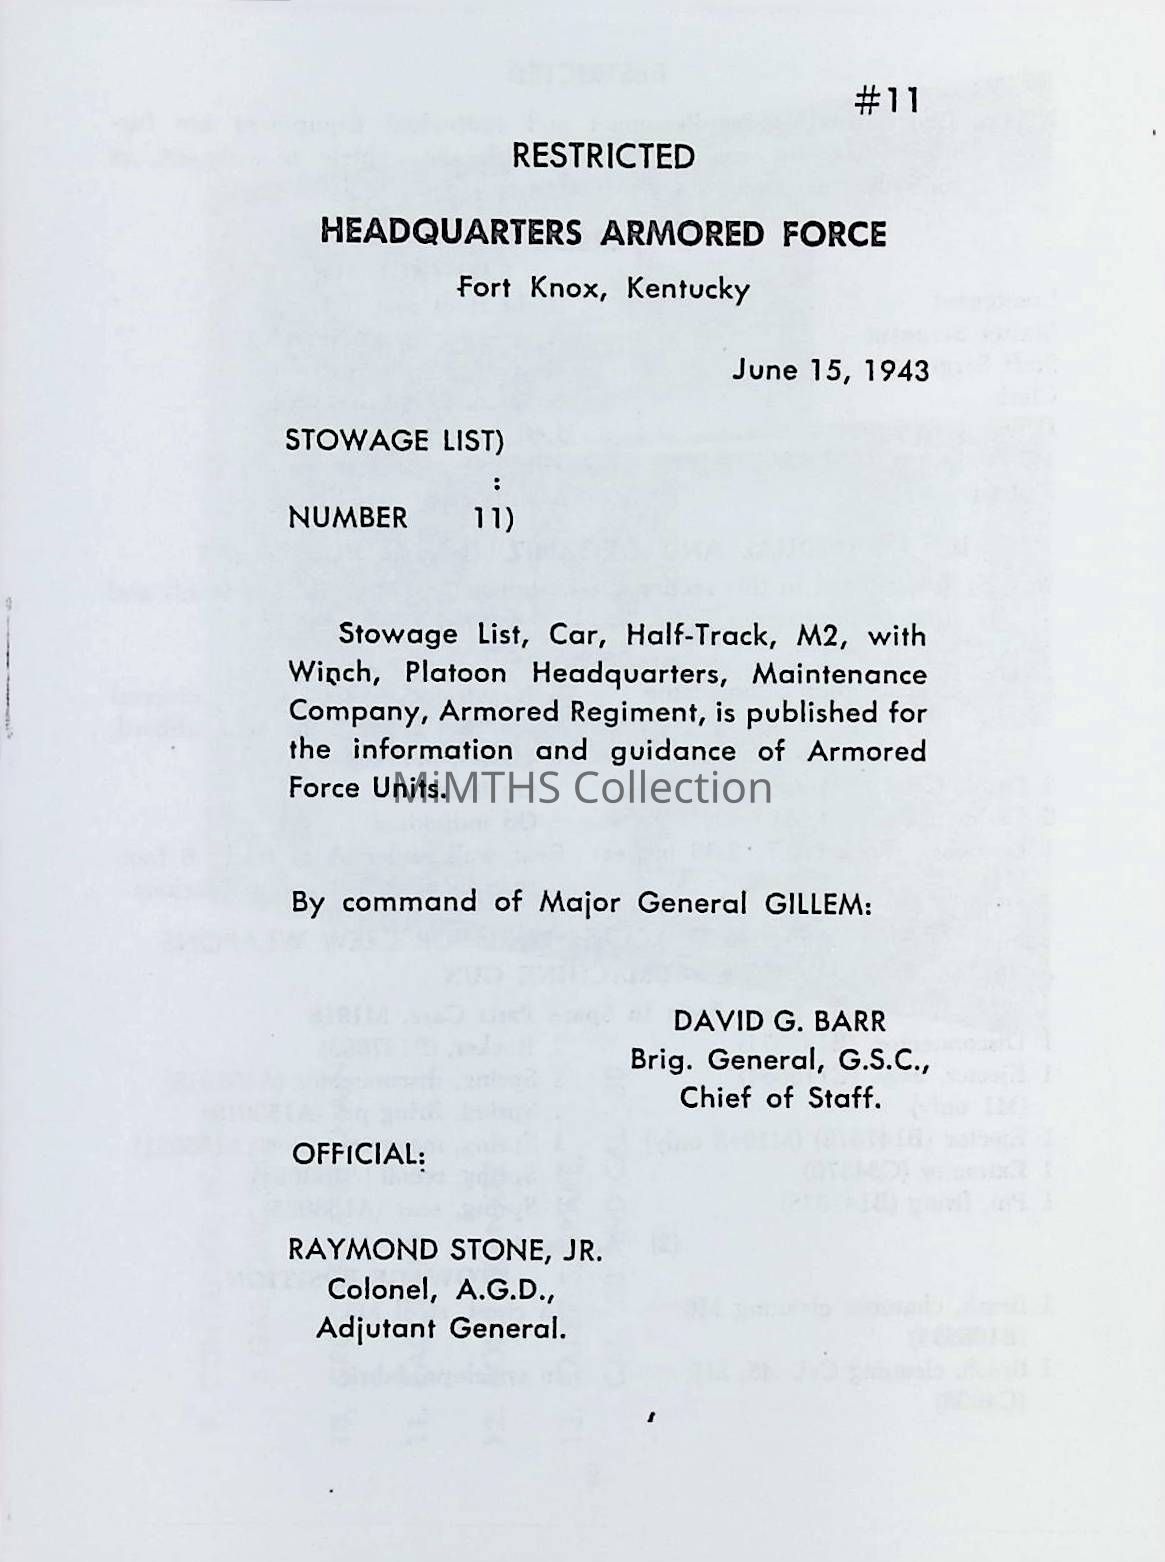 #11
RESTRICTED
HEADQUARTERS ARMORED FORCE
Fort Knox, Kentucky
June 15, 1943
STOWAGE LIST)
:
NUMBER 11)
Stowage List, Car, Half-Track, M2, with
Winch, Platoon Headquarters, Maintenance
Company, Armored Regiment, is published for
the information and guidance of Armored
Force Units.
MiMTHS Collection
By command of Major General GILLEM:
DAVID G. BARR
Brig. General, G.S.C.,
Chief of Staff.
OFFICIAL:
RAYMOND STONE, JR.
Colonel, A.G.D.,
Adjutant General.